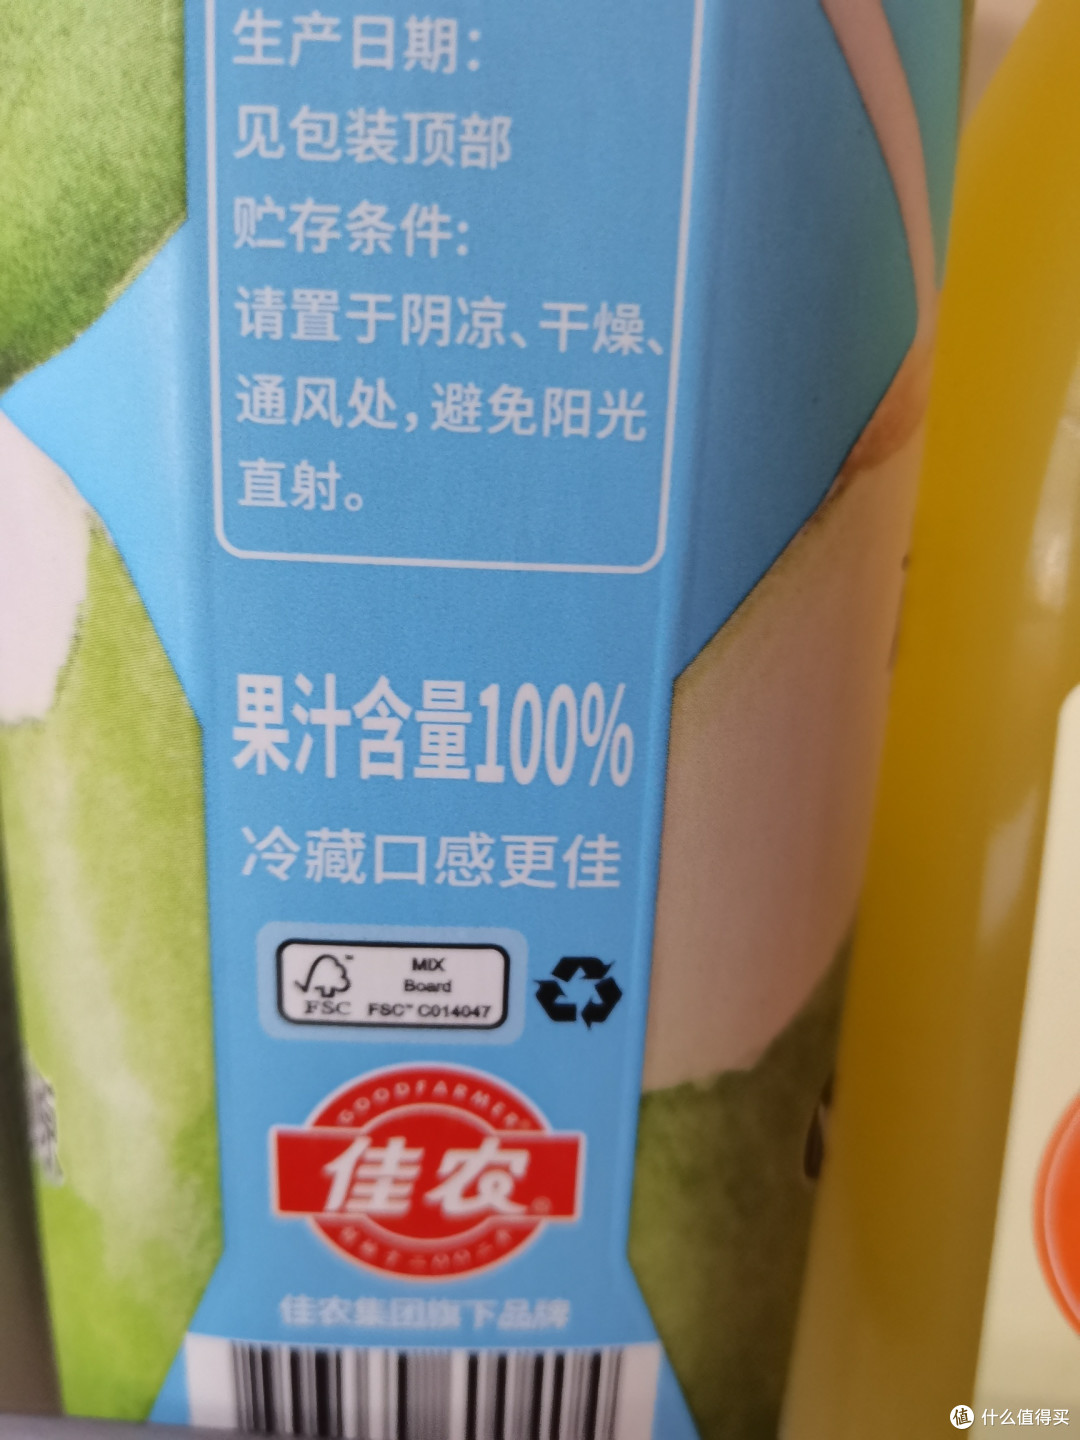 生产日期：
见包装顶部
贮存条件：
请置于阴凉、干燥、
通风处，避免阳光
直射。
果汁含量100%
冷藏口感更佳
MIX
Board
FSC™ C014047
FSC
GOODFARMER
佳农
佳农集团旗下品牌
值 什么值得买